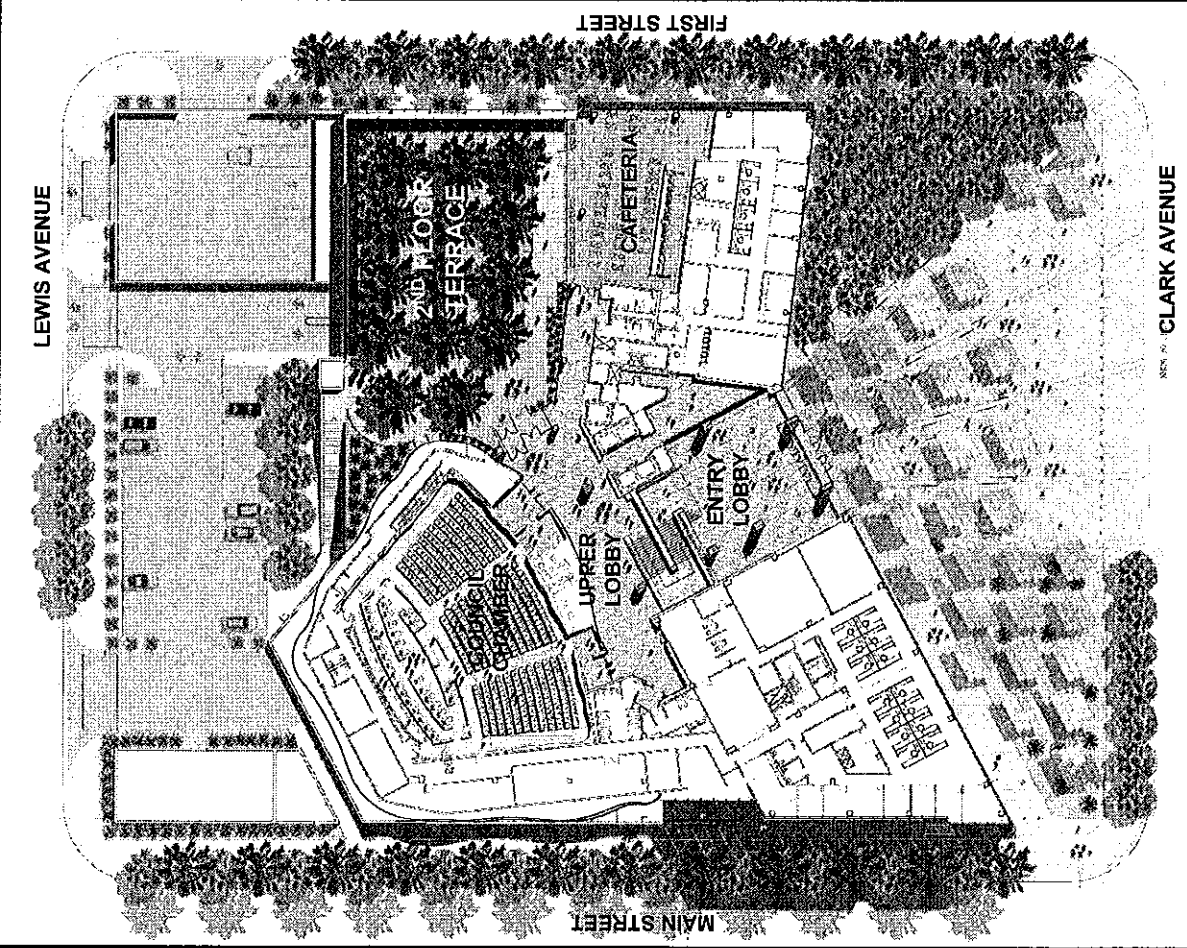 FIRST STREET
LEWIS AVENUE
2ND FLOOR
TERRACE
CAFETERIA
CLARK AVENUE
ENTRY
LOBBY
UPPER
LOBBY
COUNCIL
CHAMBER
MAIN STREET